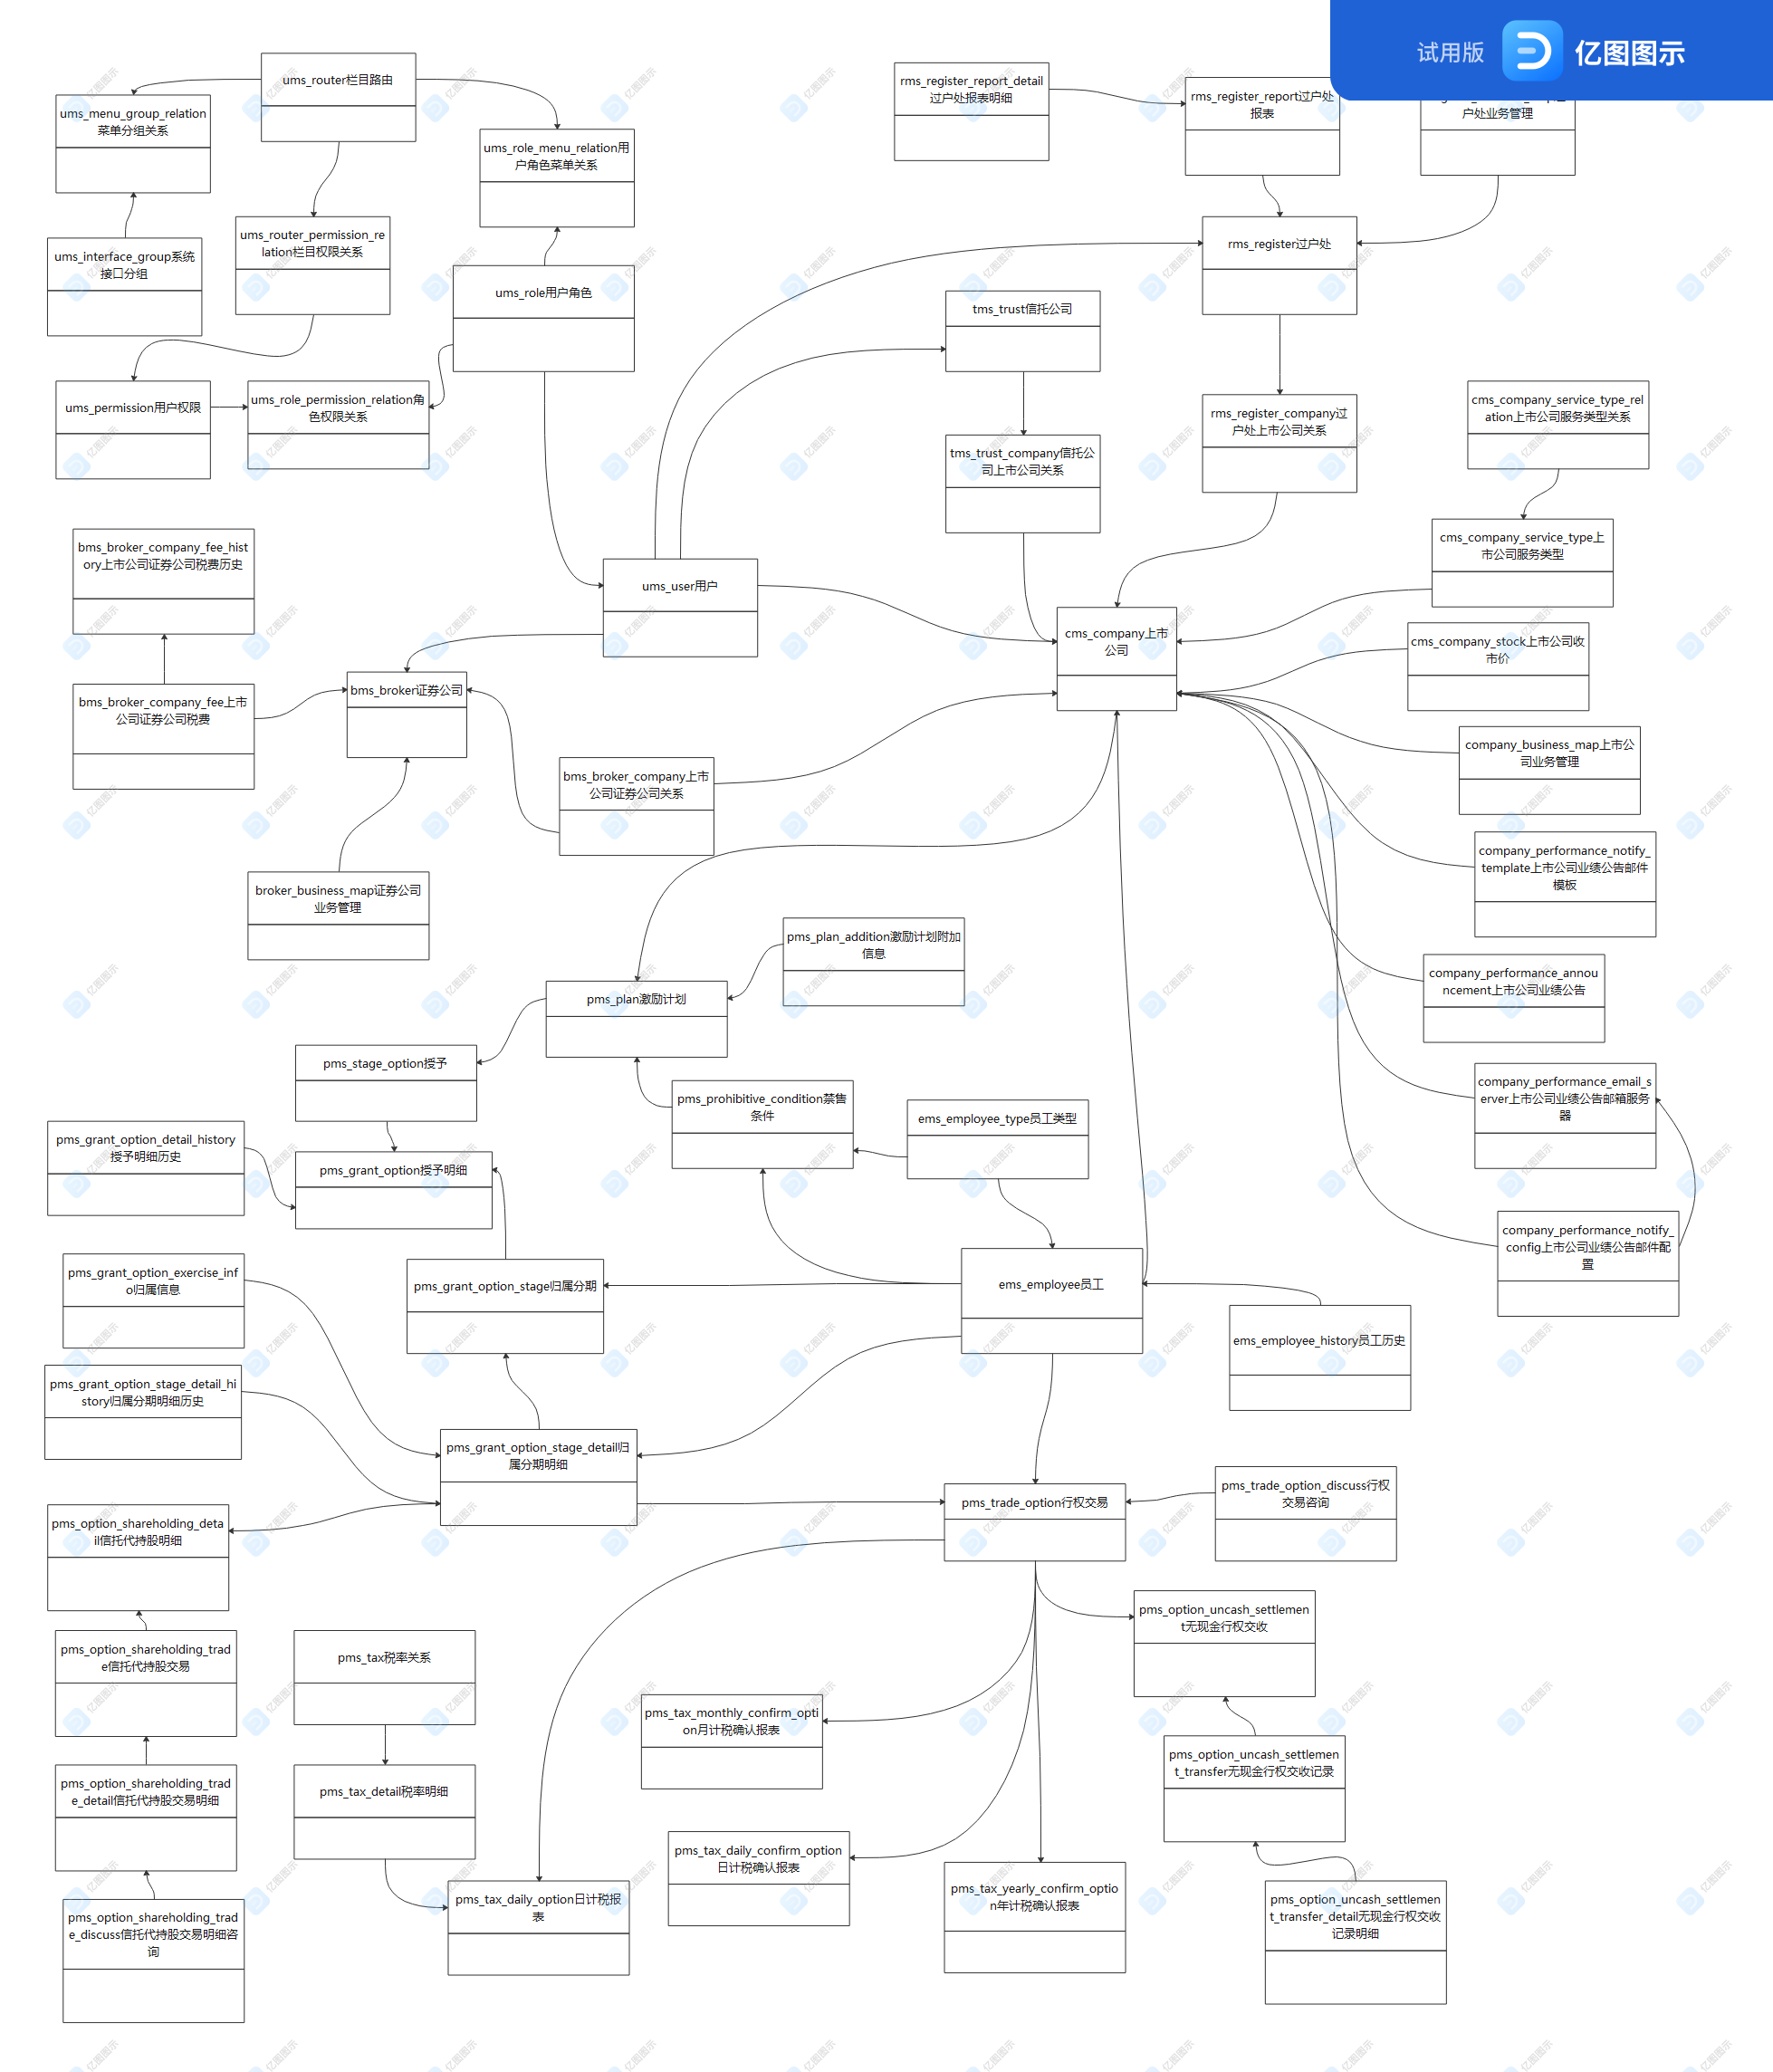 试用版
亿图图示
ums_router栏目路由
ums_menu_group_relation
菜单分组关系
ums_role_menu_relation用
户角色菜单关系
rms_register_report_detail
过户处报表明细
rms_register_report过户处
报表
户处业务管理
ums_router_permission_re
lation栏目权限关系
ums_interface_group系统
接口分组
ums_role用户角色
rms_register过户处
tms_trust信托公司
ums_permission用户权限
ums_role_permission_relation角
色权限关系
rms_register_company过
户处上市公司关系
cms_company_service_type_rel
ation上市公司服务类型关系
tms_trust_company信托公
司上市公司关系
bms_broker_company_fee_hist
ory上市公司证券公司税费历史
cms_company_service_type上
市公司服务类型
ums_user用户
cms_company上市
公司
cms_company_stock上市公司收
市价
bms_broker_company_fee上市
公司证券公司税费
bms_broker证券公司
company_business_map上市公
司业务管理
bms_broker_company上市
公司证券公司关系
company_performance_notify_
template上市公司业绩公告邮件
模板
broker_business_map证券公司
业务管理
pms_plan_addition激励计划附加
信息
company_performance_annou
ncement上市公司业绩公告
pms_plan激励计划
pms_stage_option授予
pms_prohibitive_condition禁售
条件
company_performance_email_s
erver上市公司业绩公告邮箱服务
器
ems_employee_type员工类型
pms_grant_option_detail_history
授予明细历史
pms_grant_option授予明细
company_performance_notify_
config上市公司业绩公告邮件配
置
pms_grant_option_exercise_inf
o归属信息
pms_grant_option_stage归属分期
ems_employee员工
ems_employee_history员工历史
pms_grant_option_stage_detail_hi
story归属分期明细历史
pms_grant_option_stage_detail归
属分期明细
pms_trade_option行权交易
pms_trade_option_discuss行权
交易咨询
pms_option_shareholding_deta
il信托代持股明细
pms_option_uncash_settlemen
t无现金行权交收
pms_option_shareholding_trad
e信托代持股交易
pms_tax税率关系
pms_tax_monthly_confirm_opti
on月计税确认报表
pms_option_uncash_settlemen
t_transfer无现金行权交收记录
pms_option_shareholding_trad
e_detail信托代持股交易明细
pms_tax_detail税率明细
pms_tax_daily_confirm_option
日计税确认报表
pms_tax_yearly_confirm_optio
n年计税确认报表
pms_tax_daily_option日计税报
表
pms_option_uncash_settlemen
t_transfer_detail无现金行权交收
记录明细
pms_option_shareholding_trad
e_discuss信托代持股交易明细咨
询